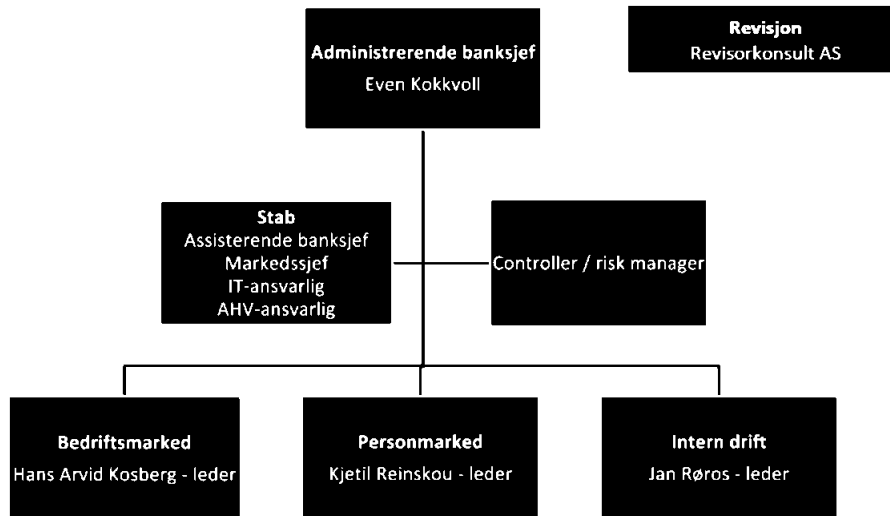 Administrerende banksjef
Even Kokkvoll
Revisjon
Revisorkonsult AS
Stab
Assisterende banksjef
Markedssjef
IT-ansvarlig
AHV-ansvarlig
Controller / risk manager
Bedriftsmarked
Hans Arvid Kosberg - leder
Personmarked
Kjetil Reinskou - leder
Intern drift
Jan Røros - leder